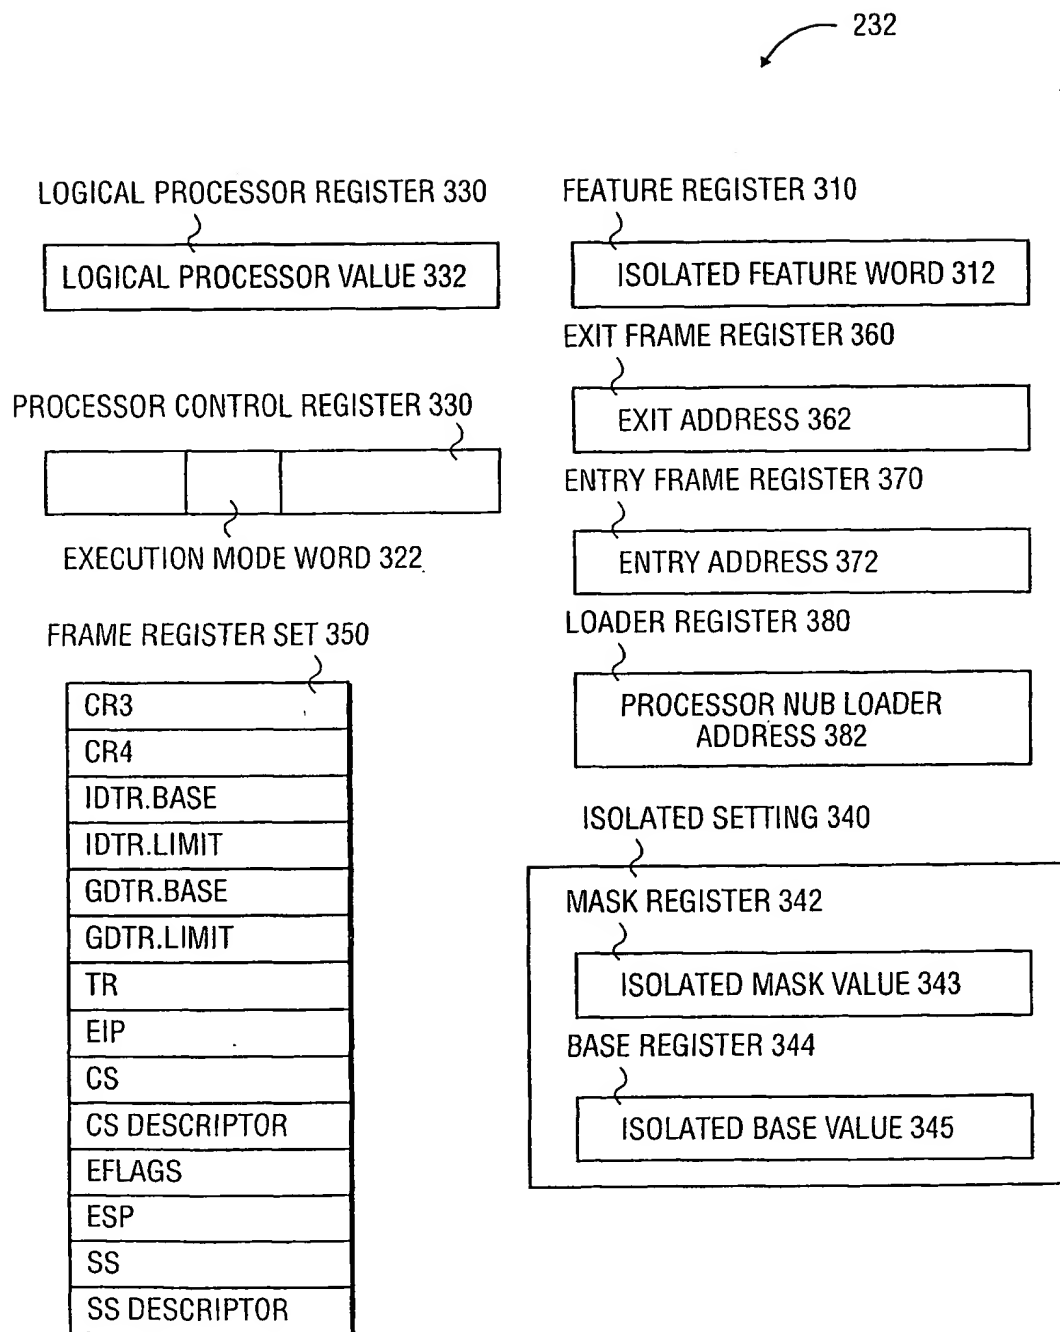 232
LOGICAL PROCESSOR REGISTER 330
LOGICAL PROCESSOR VALUE 332
PROCESSOR CONTROL REGISTER 330
EXECUTION MODE WORD 322
FRAME REGISTER SET 350
CR3
CR4
IDTR.BASE
IDTR.LIMIT
GDTR.BASE
GDTR.LIMIT
TR
EIP
CS
CS DESCRIPTOR
EFLAGS
ESP
SS
SS DESCRIPTOR
FEATURE REGISTER 310
ISOLATED FEATURE WORD 312
EXIT FRAME REGISTER 360
EXIT ADDRESS 362
ENTRY FRAME REGISTER 370
ENTRY ADDRESS 372
LOADER REGISTER 380
PROCESSOR NUB LOADER
ADDRESS 382
ISOLATED SETTING 340
MASK REGISTER 342
ISOLATED MASK VALUE 343
BASE REGISTER 344
ISOLATED BASE VALUE 345